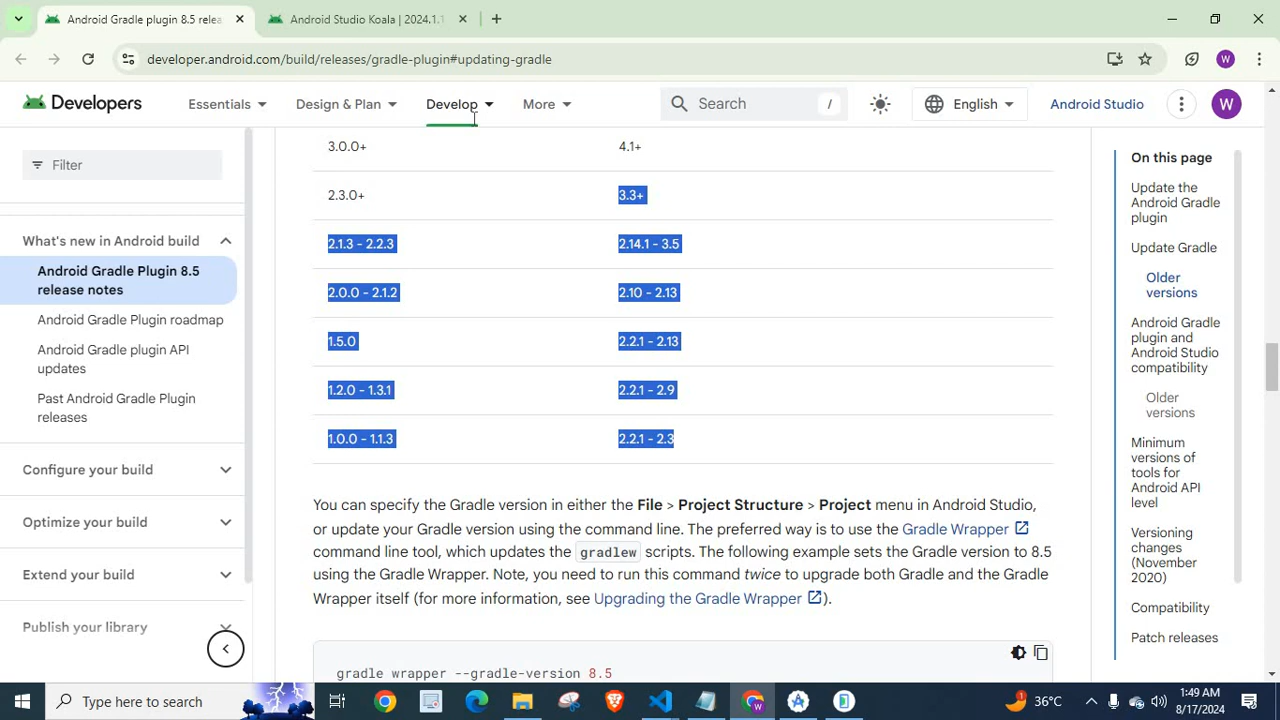 Android Gradle plugin 8.5 relea
Android Studio Koala | 2024.1.1
developer.android.com/build/releases/gradle-plugin#updating-gradle
W
Developers
Essentials
Design & Plan
Develop
More
Search
/
English
Android Studio
W
Filter
What's new in Android build
Android Gradle Plugin 8.5
release notes
Android Gradle Plugin roadmap
Android Gradle plugin API
updates
Past Android Gradle Plugin
releases
Configure your build
Optimize your build
Extend your build
Publish your library
3.0.0+ 4.1+
2.3.0+ 3.3+
2.1.3 - 2.2.3 2.14.1 - 3.5
2.0.0 - 2.1.2 2.10 - 2.13
1.5.0 2.2.1 - 2.13
1.2.0 - 1.3.1 2.2.1 - 2.9
1.0.0 - 1.1.3 2.2.1 - 2.3
You can specify the Gradle version in either the File > Project Structure > Project menu in Android Studio,
or update your Gradle version using the command line. The preferred way is to use the Gradle Wrapper
command line tool, which updates the gradlew scripts. The following example sets the Gradle version to 8.5
using the Gradle Wrapper. Note, you need to run this command twice to upgrade both Gradle and the Gradle
Wrapper itself (for more information, see Upgrading the Gradle Wrapper ).
gradle wrapper --gradle-version 8.5
On this page
Update the
Android Gradle
plugin
Update Gradle
Older
versions
Android Gradle
plugin and
Android Studio
compatibility
Older
versions
Minimum
versions of
tools for
Android API
level
Versioning
changes
(November
2020)
Compatibility
Patch releases
Type here to search
W
36°C
1:49 AM
8/17/2024